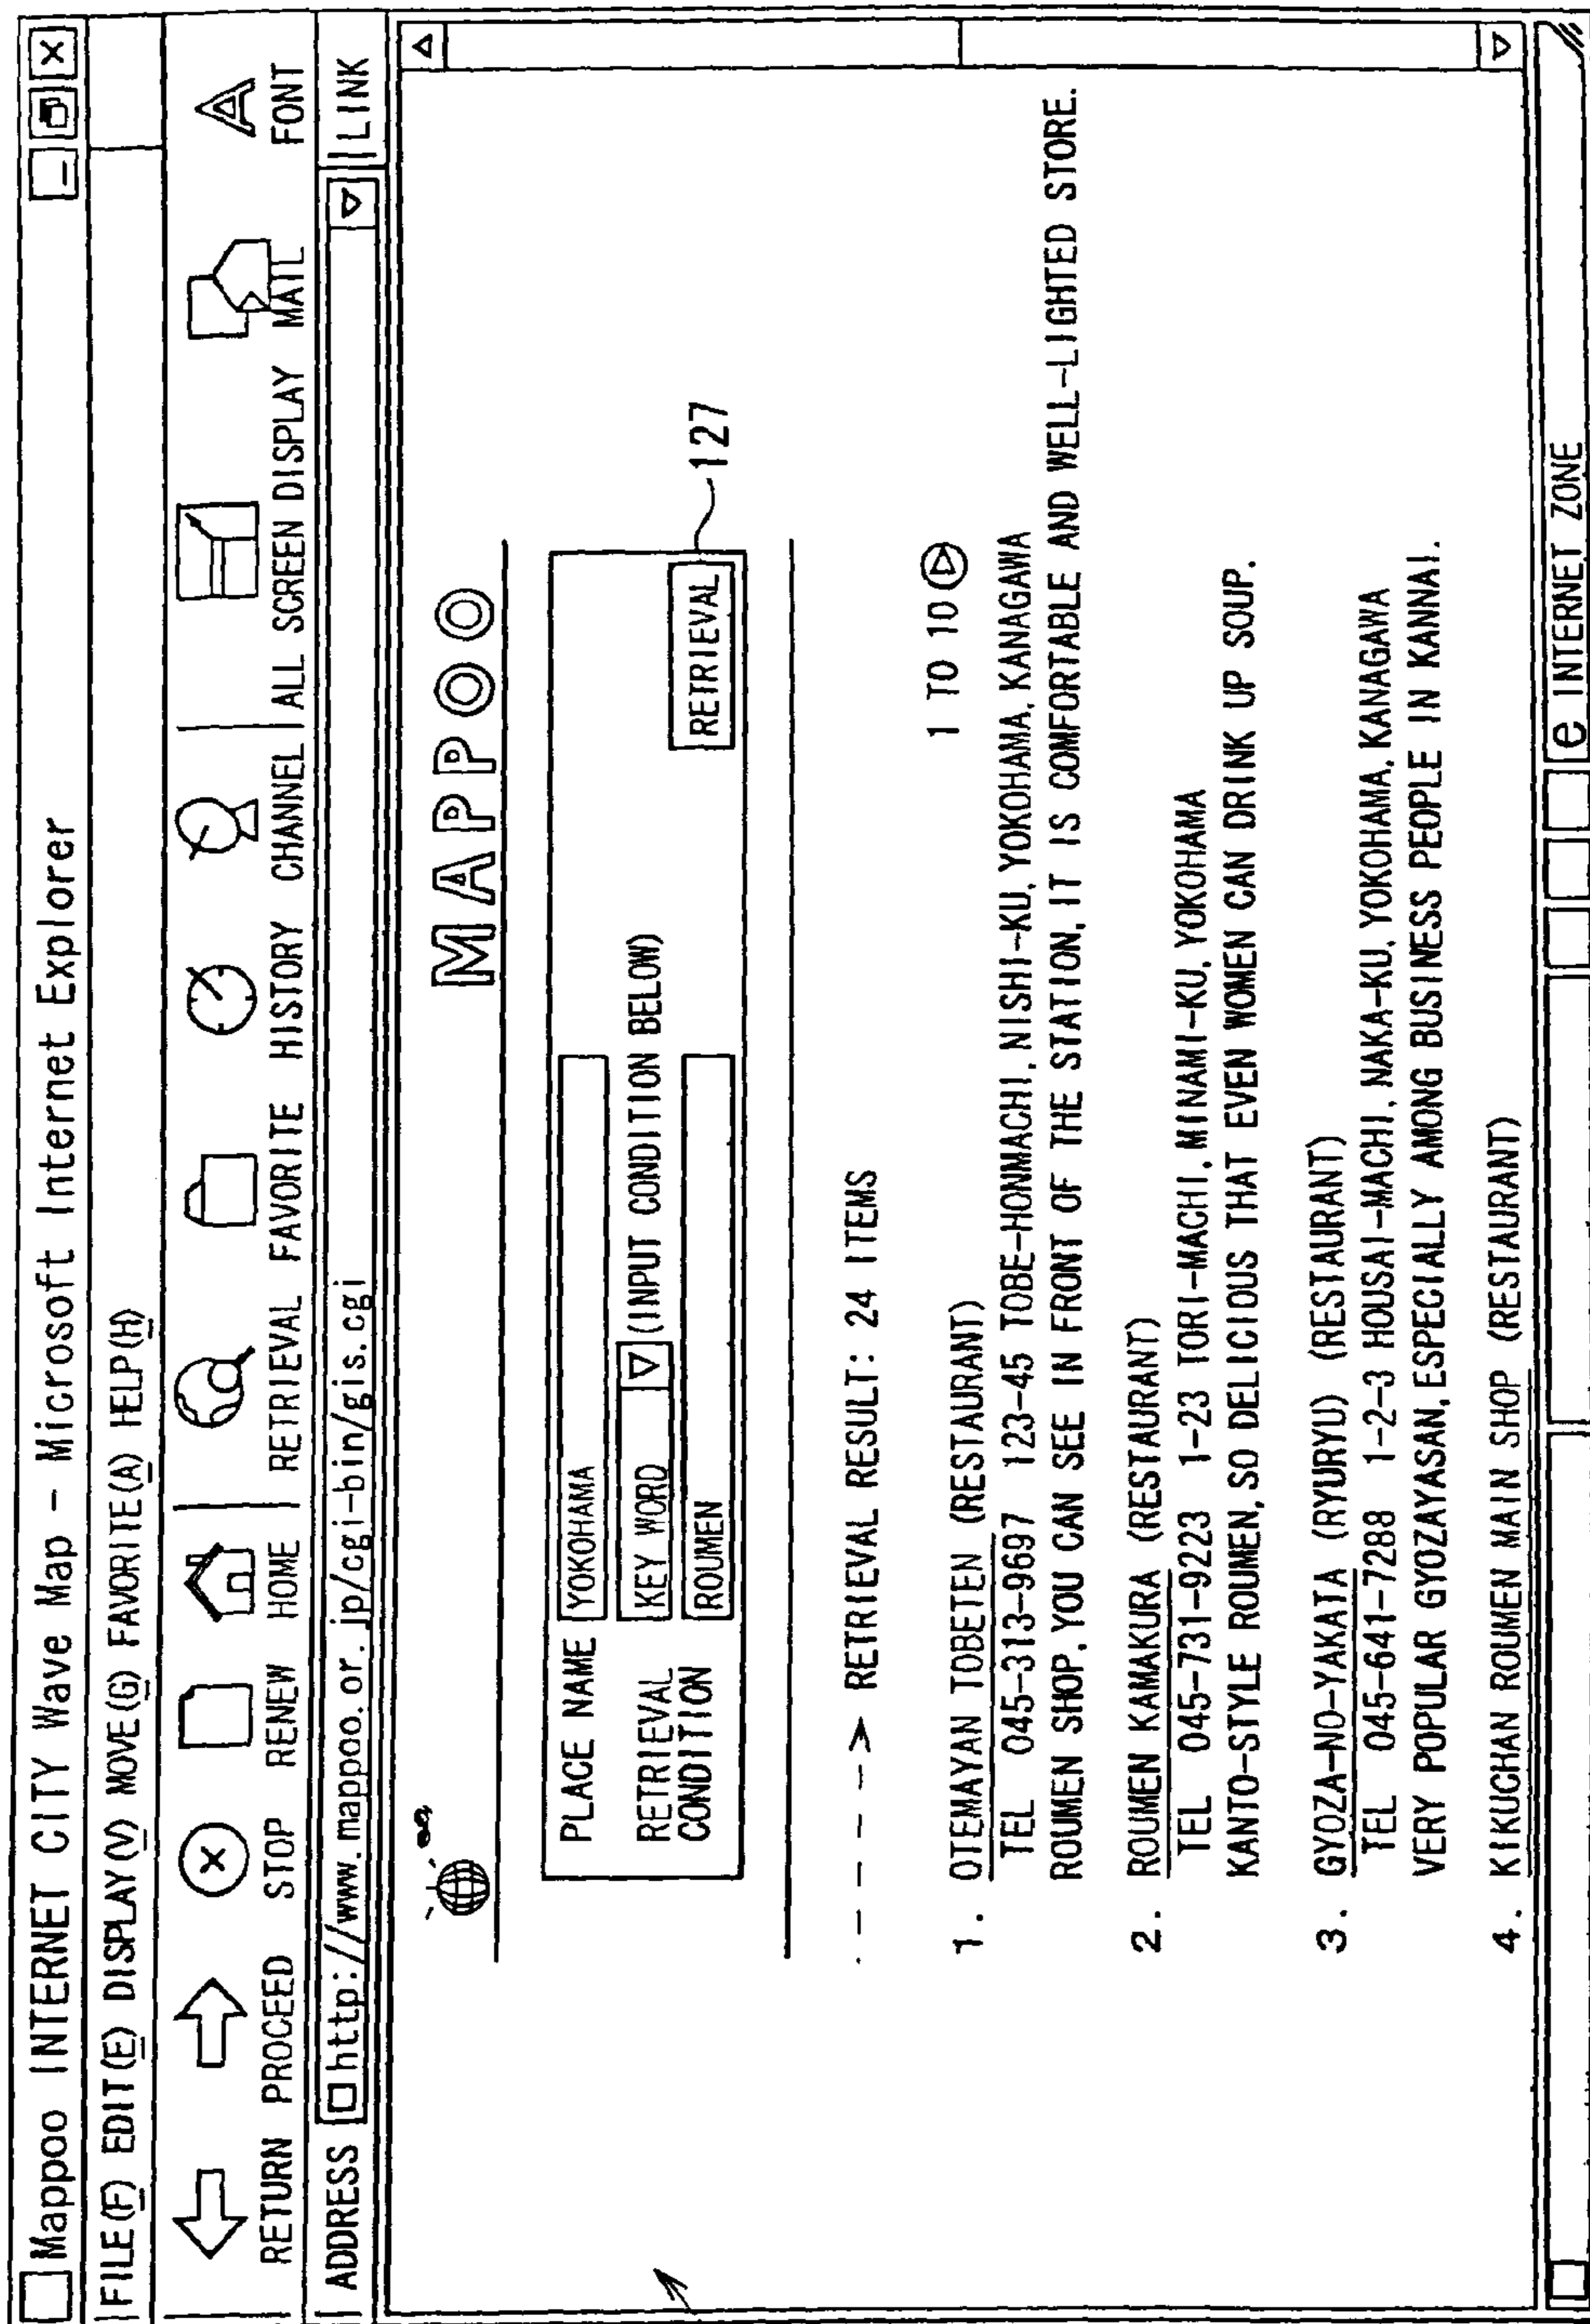 Mappoo INTERNET CITY Wave Map - Microsoft Internet Explorer
FILE(F) EDIT(E) DISPLAY(V) MOVE(G) FAVORITE(A) HELP(H)
RETURN PROCEED STOP RENEW HOME RETRIEVAL FAVORITE HISTORY CHANNEL ALL SCREEN DISPLAY MAIL FONT
ADDRESS http://www.mappoo.or.jp/cgi-bin/gis.cgi LINK
MAPPOO
PLACE NAME YOKOHAMA
RETRIEVAL CONDITION KEY WORD (INPUT CONDITION BELOW)
ROUMEN RETRIEVAL 127
----> RETRIEVAL RESULT: 24 ITEMS
1 TO 10
1. OTEMAYAN TOBETEN (RESTAURANT)
TEL 045-313-9697 123-45 TOBE-HONMACHI, NISHI-KU, YOKOHAMA, KANAGAWA
ROUMEN SHOP, YOU CAN SEE IN FRONT OF THE STATION, IT IS COMFORTABLE AND WELL-LIGHTED STORE.
2. ROUMEN KAMAKURA (RESTAURANT)
TEL 045-731-9223 1-23 TORI-MACHI, MINAMI-KU, YOKOHAMA
KANTO-STYLE ROUMEN, SO DELICIOUS THAT EVEN WOMEN CAN DRINK UP SOUP.
3. GYOZA-NO-YAKATA (RYURYU) (RESTAURANT)
TEL 045-641-7288 1-2-3 HOUSAI-MACHI, NAKA-KU, YOKOHAMA, KANAGAWA
VERY POPULAR GYOZAYASAN, ESPECIALLY AMONG BUSINESS PEOPLE IN KANNAI.
4. KIKUCHAN ROUMEN MAIN SHOP (RESTAURANT)
e INTERNET ZONE